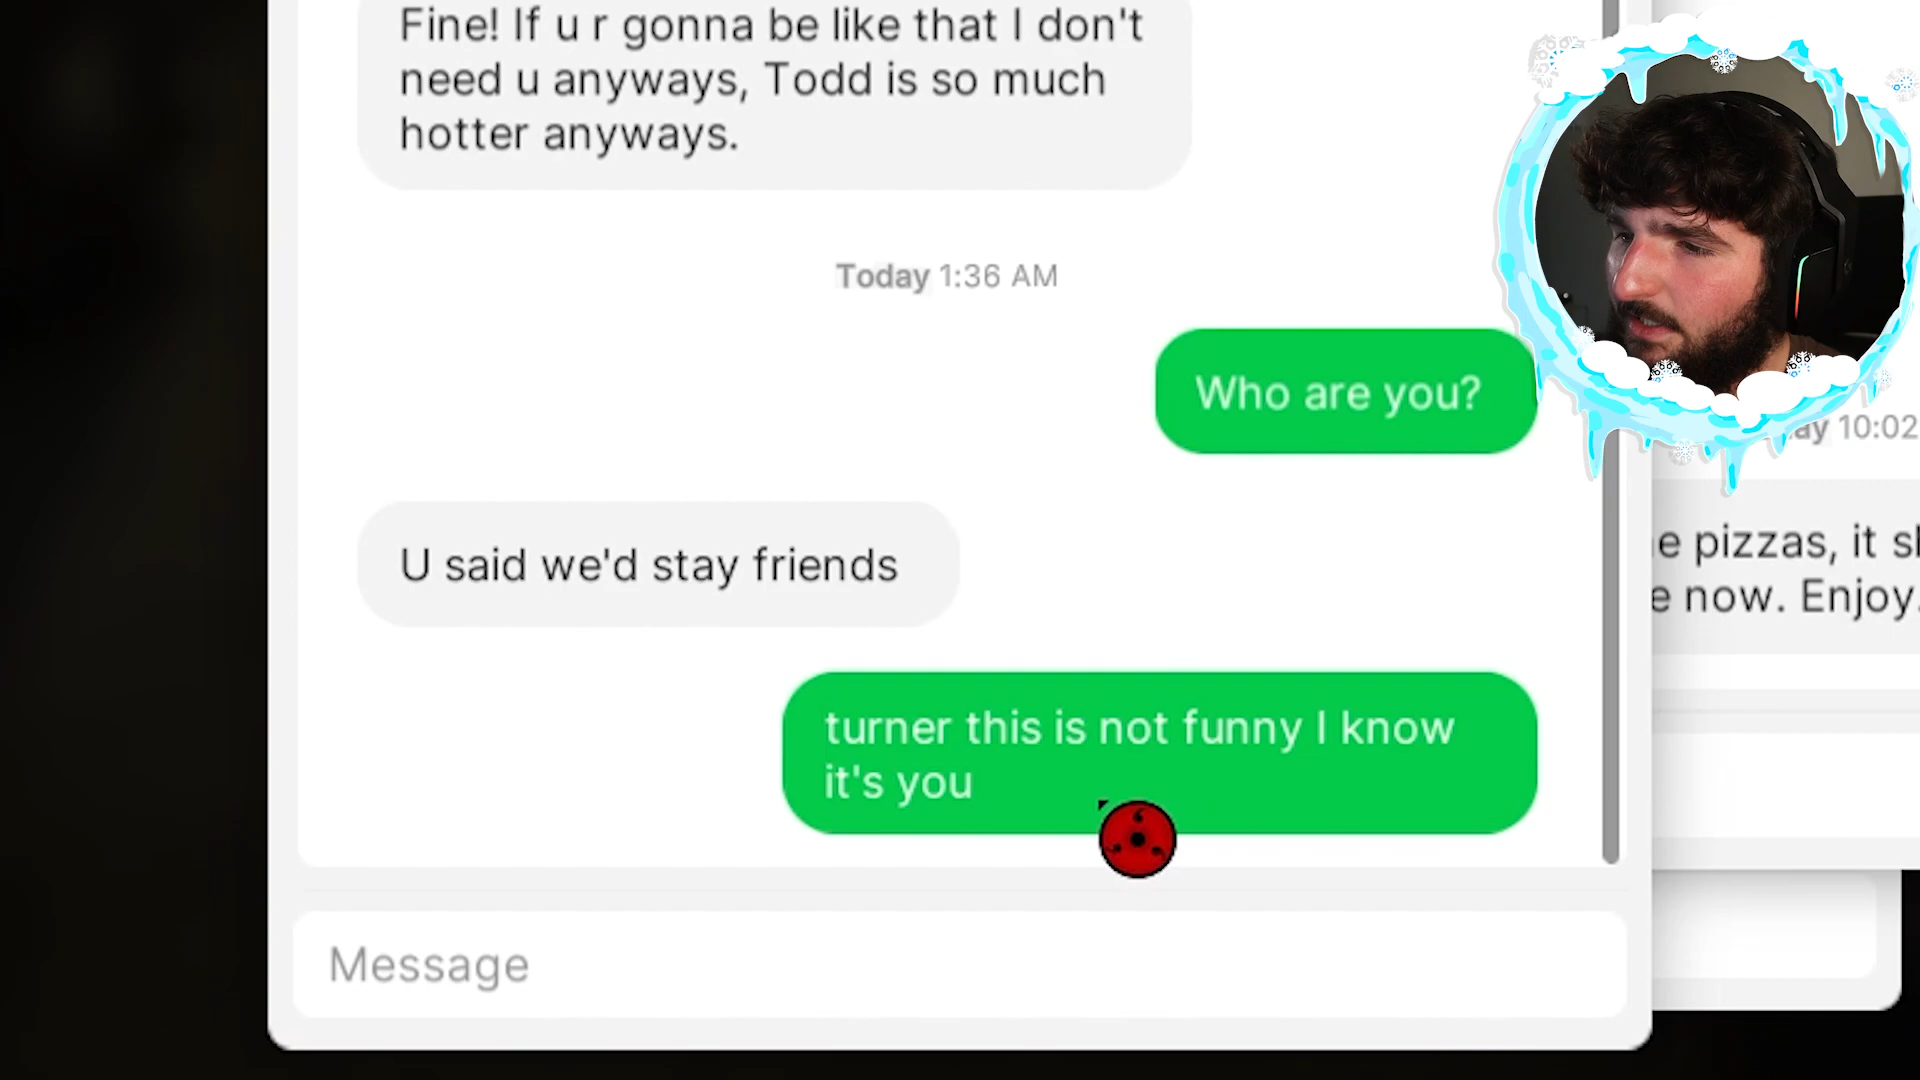 Fine! If u r gonna be like that I don't
need u anyways, Todd is so much
hotter anyways.
Today 1:36 AM
Who are you?
10:02
U said we'd stay friends
pizzas, it
now. Enjoy.
turner this is not funny I know
it's you
Message